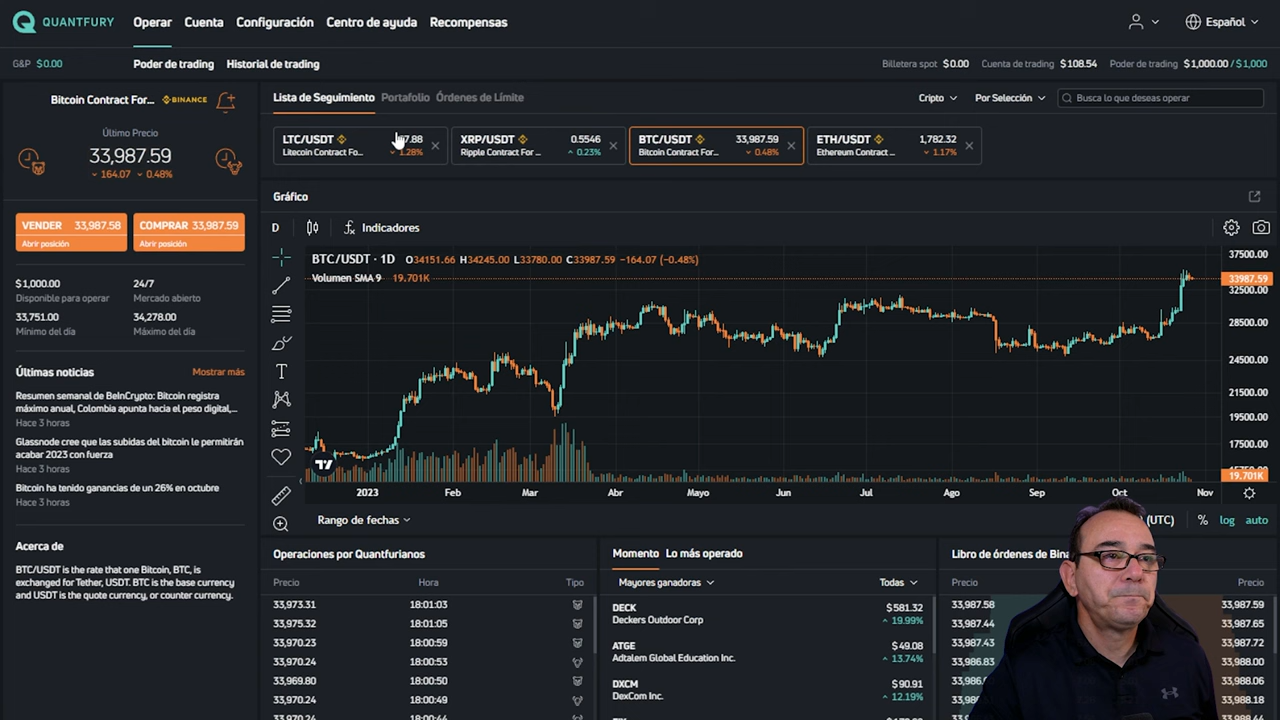 QUANTFURY
Operar
Cuenta
Configuración
Centro de ayuda
Recompensas
Español
G&P $0.00
Poder de trading
Historial de trading
Billetera spot $0.00
Cuenta de trading $108.54
Poder de trading $1,000.00 / $1,000
Bitcoin Contract For...
BINANCE
Último Precio
33,987.59
164.07 0.48%
VENDER 33,987.58
Abrir posición
COMPRAR 33,987.59
Abrir posición
$1,000.00
Disponible para operar
24/7
Mercado abierto
33,751.00
Mínimo del día
34,278.00
Máximo del día
Últimas noticias
Mostrar más
Resumen semanal de BeInCrypto: Bitcoin registra
máximo anual, Colombia apunta hacia el peso digital,...
Hace 3 horas
Glassnode cree que las subidas del bitcoin le permitirán
acabar 2023 con fuerza
Hace 3 horas
Bitcoin ha tenido ganancias de un 26% en octubre
Hace 3 horas
Acerca de
BTC/USDT is the rate that one Bitcoin, BTC, is
exchanged for Tether, USDT. BTC is the base currency
and USDT is the quote currency, or counter currency.
Lista de Seguimiento
Portafolio
Órdenes de Límite
Cripto
Por Selección
Busca lo que deseas operar
LTC/USDT
Litecoin Contract Fo...
1.28%
XRP/USDT 0.5546
Ripple Contract For ... 0.23%
BTC/USDT 33,987.59
Bitcoin Contract For... 0.48%
ETH/USDT 1,782.32
Ethereum Contract ... 1.17%
Gráfico
D
Indicadores
BTC/USDT · 1D O34151.66 H34245.00 L33780.00 C33987.59 −164.07 (−0.48%)
Volumen SMA 9 19.701K
37500.00
33987.59
32500.00
28500.00
24500.00
21500.00
19500.00
17500.00
19.701K
2023 Feb Mar Abr Mayo Jun Jul Ago Sep Oct Nov
Rango de fechas
(UTC)
%
log
auto
Operaciones por Quantfurianos
Precio Hora Tipo
33,973.31 18:01:03
33,975.32 18:01:05
33,970.23 18:00:59
33,970.24 18:00:53
33,969.80 18:00:50
33,970.24 18:00:44
Momento
Lo más operado
Mayores ganadoras
Todas
DECK $581.32
Deckers Outdoor Corp 19.99%
ATGE $49.08
Adtalem Global Education Inc. 13.74%
DXCM $90.91
DexCom Inc. 12.19%
Libro de órdenes de Bina
Precio Precio
33,987.58 33,987.59
33,987.44 33,987.65
33,987.43 33,987.72
33,986.83 33,988.00
33,988.06
33,988.18